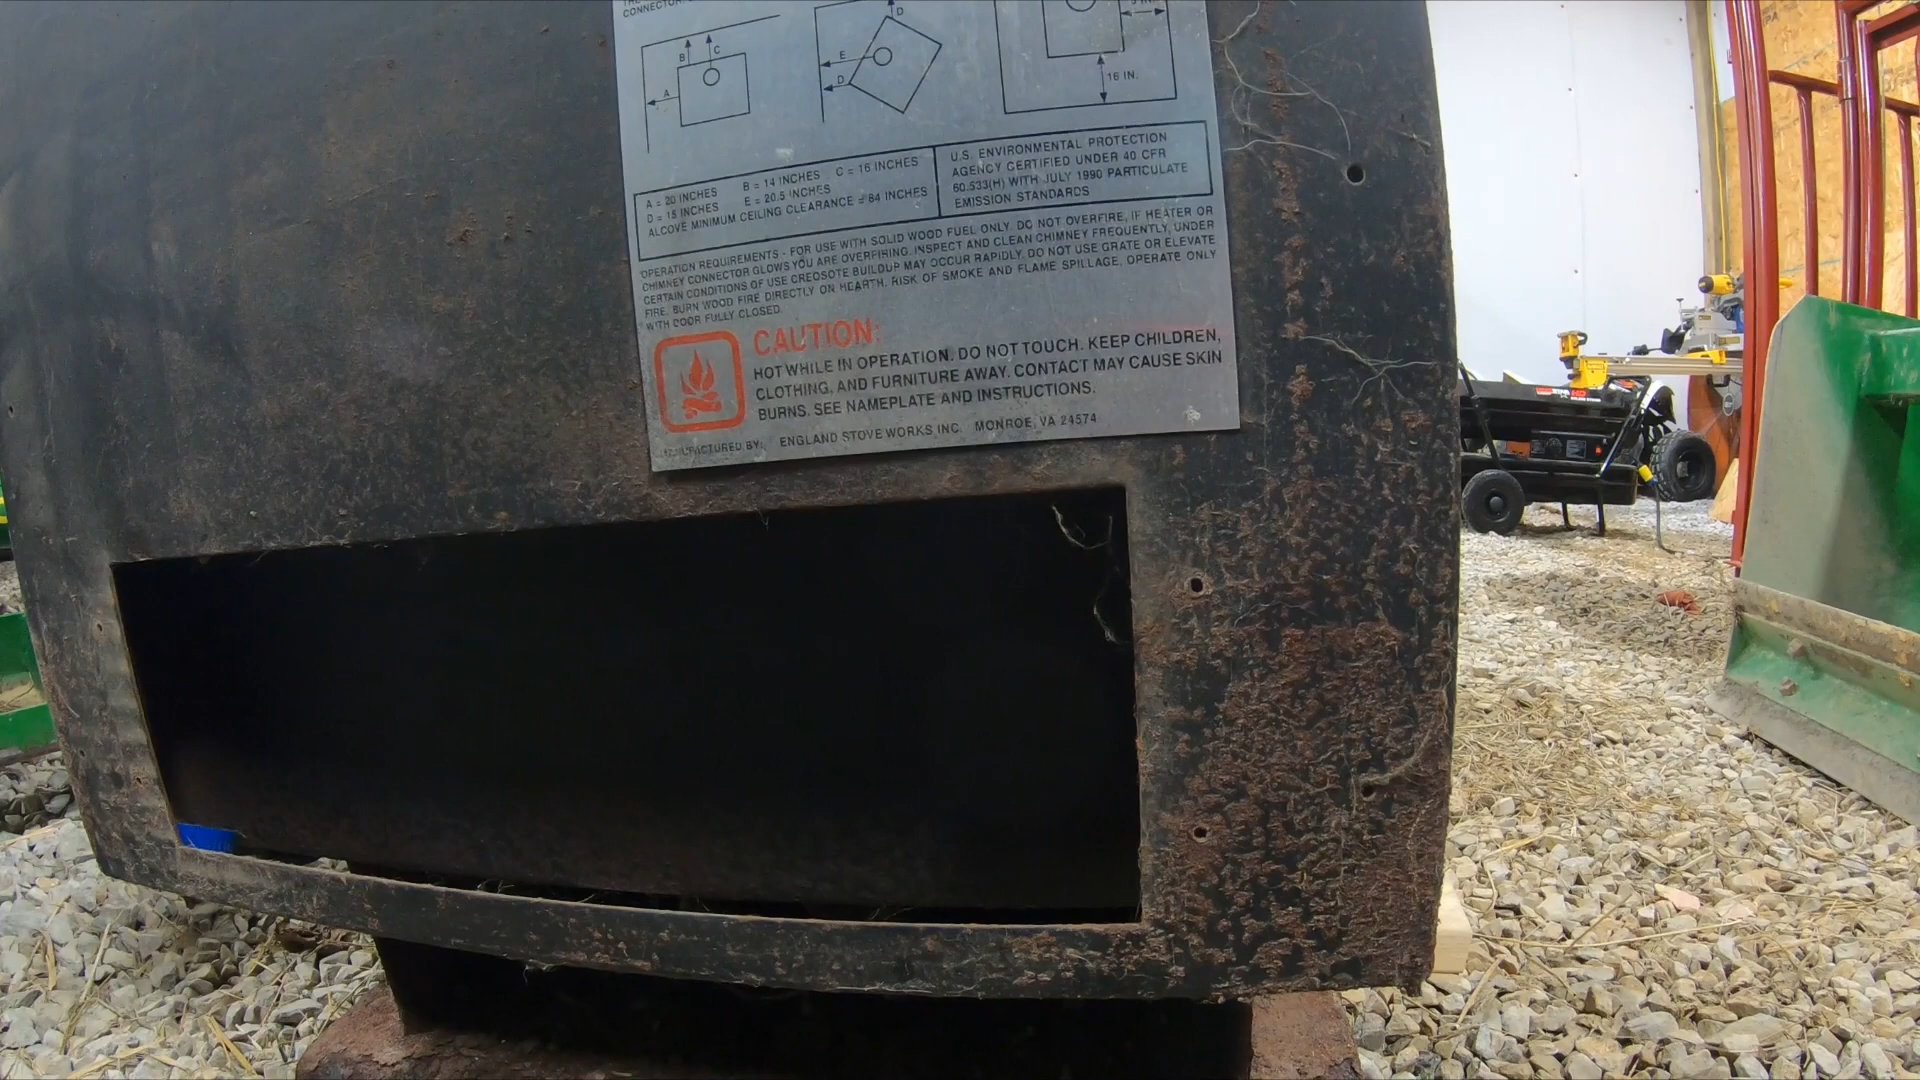 CONNECTOR.
B
C
A
D
E
D
16 IN.
A = 20 INCHES B = 14 INCHES C = 16 INCHES
D = 15 INCHES E = 20.5 INCHES
ALCOVE MINIMUM CEILING CLEARANCE = 84 INCHES
U.S. ENVIRONMENTAL PROTECTION
AGENCY CERTIFIED UNDER 40 CFR
60.533(H) WITH JULY 1990 PARTICULATE
EMISSION STANDARDS
OPERATION REQUIREMENTS - FOR USE WITH SOLID WOOD FUEL ONLY. DO NOT OVERFIRE, IF HEATER OR
CHIMNEY CONNECTOR GLOWS YOU ARE OVERFIRING. INSPECT AND CLEAN CHIMNEY FREQUENTLY, UNDER
CERTAIN CONDITIONS OF USE CREOSOTE BUILDUP MAY OCCUR RAPIDLY. DO NOT USE GRATE OR ELEVATE
FIRE. BURN WOOD FIRE DIRECTLY ON HEARTH. RISK OF SMOKE AND FLAME SPILLAGE. OPERATE ONLY
WITH DOOR FULLY CLOSED.
CAUTION:
HOT WHILE IN OPERATION. DO NOT TOUCH. KEEP CHILDREN,
CLOTHING, AND FURNITURE AWAY. CONTACT MAY CAUSE SKIN
BURNS. SEE NAMEPLATE AND INSTRUCTIONS.
MANUFACTURED BY: ENGLAND STOVE WORKS INC. MONROE, VA 24574